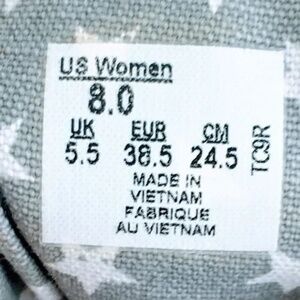 US Women
8.0
UK EUR CM
5.5 38.5 24.5
MADE IN
VIETNAM
FABRIQUE
AU VIETNAM
TC9R